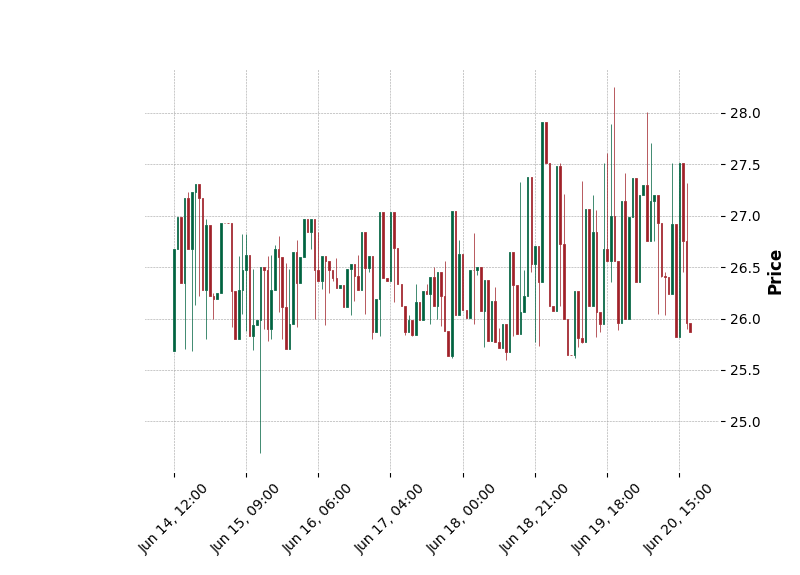 28.0
27.5
27.0
26.5
26.0
25.5
25.0
Price
Jun 14, 12:00
Jun 15, 09:00
Jun 16, 06:00
Jun 17, 04:00
Jun 18, 00:00
Jun 18, 21:00
Jun 19, 18:00
Jun 20, 15:00